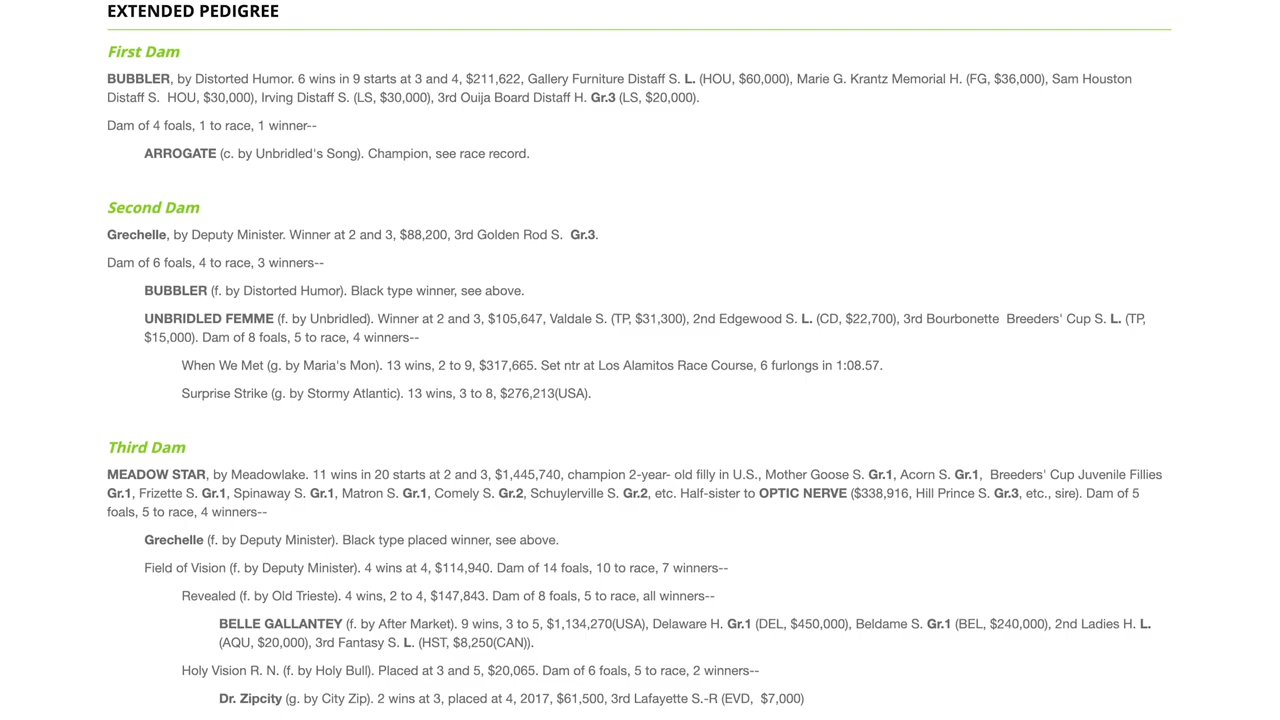 EXTENDED PEDIGREE
First Dam
BUBBLER, by Distorted Humor. 6 wins in 9 starts at 3 and 4, $211,622, Gallery Furniture Distaff S. L. (HOU, $60,000), Marie G. Krantz Memorial H. (FG, $36,000), Sam Houston
Distaff S.  HOU, $30,000), Irving Distaff S. (LS, $30,000), 3rd Ouija Board Distaff H. Gr.3 (LS, $20,000).
Dam of 4 foals, 1 to race, 1 winner--
ARROGATE (c. by Unbridled's Song). Champion, see race record.
Second Dam
Grechelle, by Deputy Minister. Winner at 2 and 3, $88,200, 3rd Golden Rod S.  Gr.3.
Dam of 6 foals, 4 to race, 3 winners--
BUBBLER (f. by Distorted Humor). Black type winner, see above.
UNBRIDLED FEMME (f. by Unbridled). Winner at 2 and 3, $105,647, Valdale S. (TP, $31,300), 2nd Edgewood S. L. (CD, $22,700), 3rd Bourbonette  Breeders' Cup S. L. (TP,
$15,000). Dam of 8 foals, 5 to race, 4 winners--
When We Met (g. by Maria's Mon). 13 wins, 2 to 9, $317,665. Set ntr at Los Alamitos Race Course, 6 furlongs in 1:08.57.
Surprise Strike (g. by Stormy Atlantic). 13 wins, 3 to 8, $276,213(USA).
Third Dam
MEADOW STAR, by Meadowlake. 11 wins in 20 starts at 2 and 3, $1,445,740, champion 2-year- old filly in U.S., Mother Goose S. Gr.1, Acorn S. Gr.1,  Breeders' Cup Juvenile Fillies
Gr.1, Frizette S. Gr.1, Spinaway S. Gr.1, Matron S. Gr.1, Comely S. Gr.2, Schuylerville S. Gr.2, etc. Half-sister to OPTIC NERVE ($338,916, Hill Prince S. Gr.3, etc., sire). Dam of 5
foals, 5 to race, 4 winners--
Grechelle (f. by Deputy Minister). Black type placed winner, see above.
Field of Vision (f. by Deputy Minister). 4 wins at 4, $114,940. Dam of 14 foals, 10 to race, 7 winners--
Revealed (f. by Old Trieste). 4 wins, 2 to 4, $147,843. Dam of 8 foals, 5 to race, all winners--
BELLE GALLANTEY (f. by After Market). 9 wins, 3 to 5, $1,134,270(USA), Delaware H. Gr.1 (DEL, $450,000), Beldame S. Gr.1 (BEL, $240,000), 2nd Ladies H. L.
(AQU, $20,000), 3rd Fantasy S. L. (HST, $8,250(CAN)).
Holy Vision R. N. (f. by Holy Bull). Placed at 3 and 5, $20,065. Dam of 6 foals, 5 to race, 2 winners--
Dr. Zipcity (g. by City Zip). 2 wins at 3, placed at 4, 2017, $61,500, 3rd Lafayette S.-R (EVD,  $7,000)